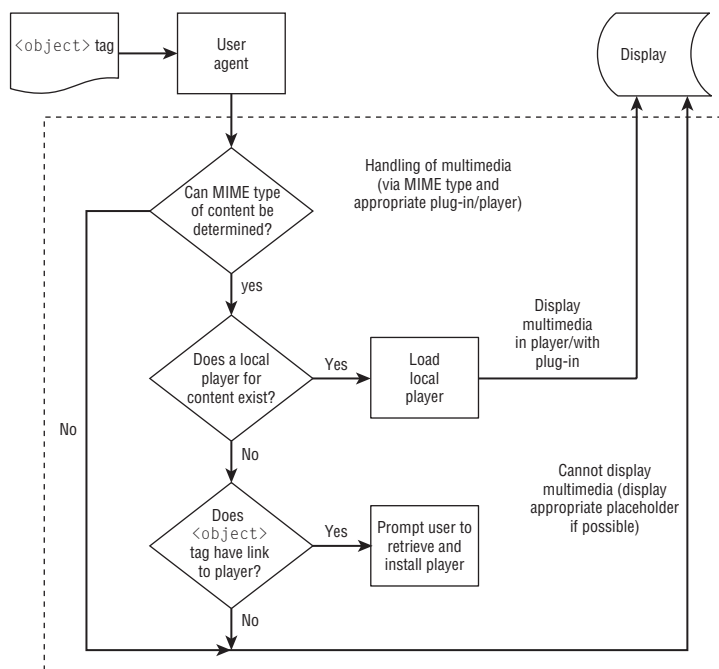 <object> tag
User
agent
Display
Handling of multimedia
(via MIME type and
appropriate plug-in/player)
Can MIME type
of content be
determined?
yes
Display
multimedia
in player/with
plug-in
Does a local
player for
content exist?
Yes
Load
local
player
No
No
Cannot display
multimedia (display
appropriate placeholder
if possible)
Does
<object>
tag have link
to player?
Yes
Prompt user to
retrieve and
install player
No